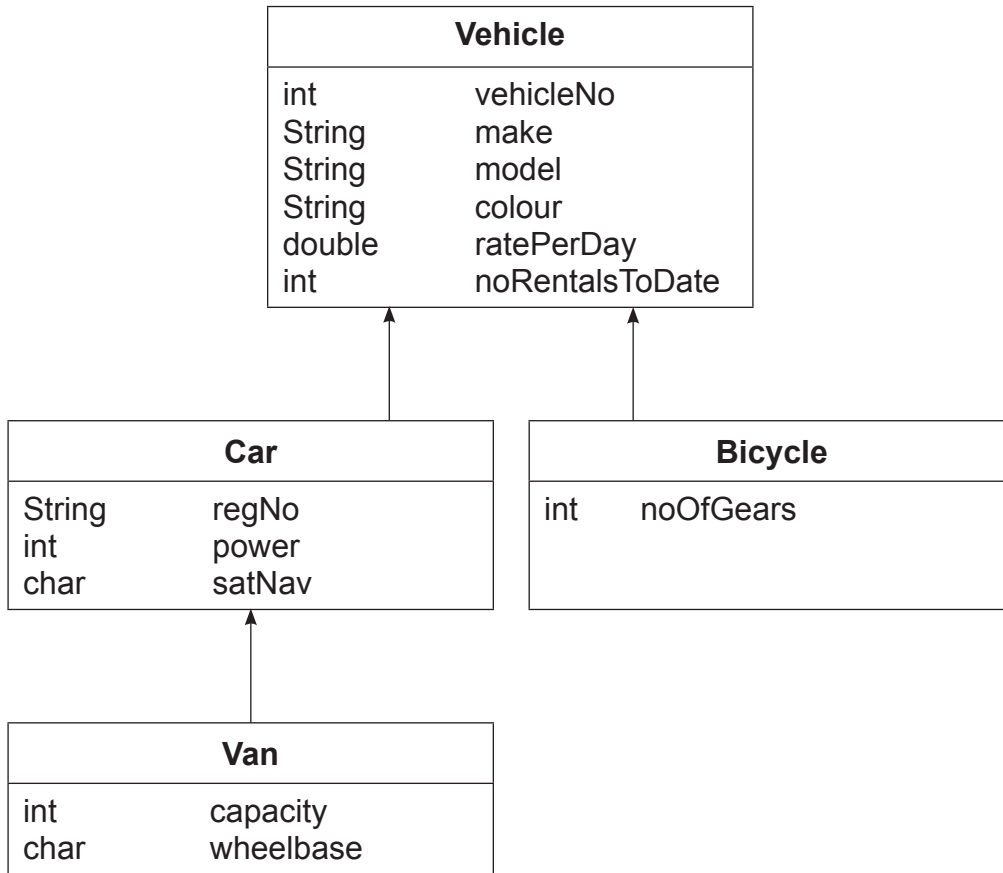 Vehicle
int vehicleNo
String make
String model
String colour
double ratePerDay
int noRentalsToDate
Car
String regNo
int power
char satNav
Bicycle
int noOfGears
Van
int capacity
char wheelbase